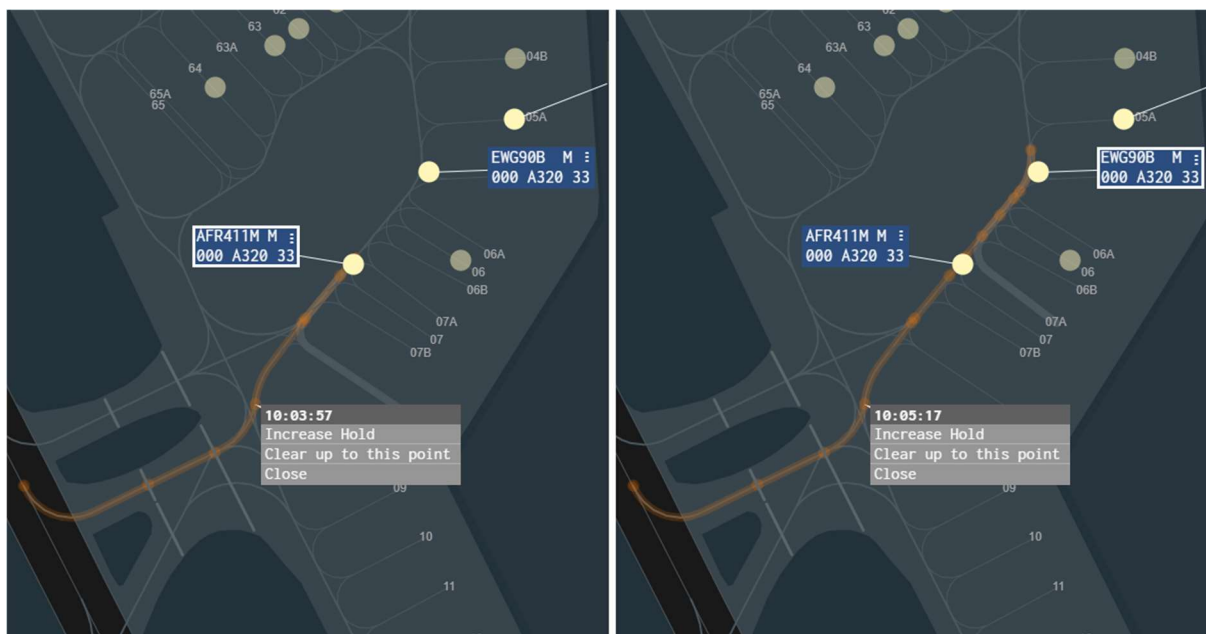 62
63
63A
04B
64
65A
65
05A
EWG90B M ⋮
000 A320 33
AFR411M M ⋮
000 A320 33
06A
06
06B
07A
07
07B
10:03:57
Increase Hold
Clear up to this point
Close
09
10
11
62
63
63A
04B
64
65A
65
05A
EWG90B M ⋮
000 A320 33
AFR411M M ⋮
000 A320 33
06A
06
06B
07A
07
07B
10:05:17
Increase Hold
Clear up to this point
Close
09
10
11